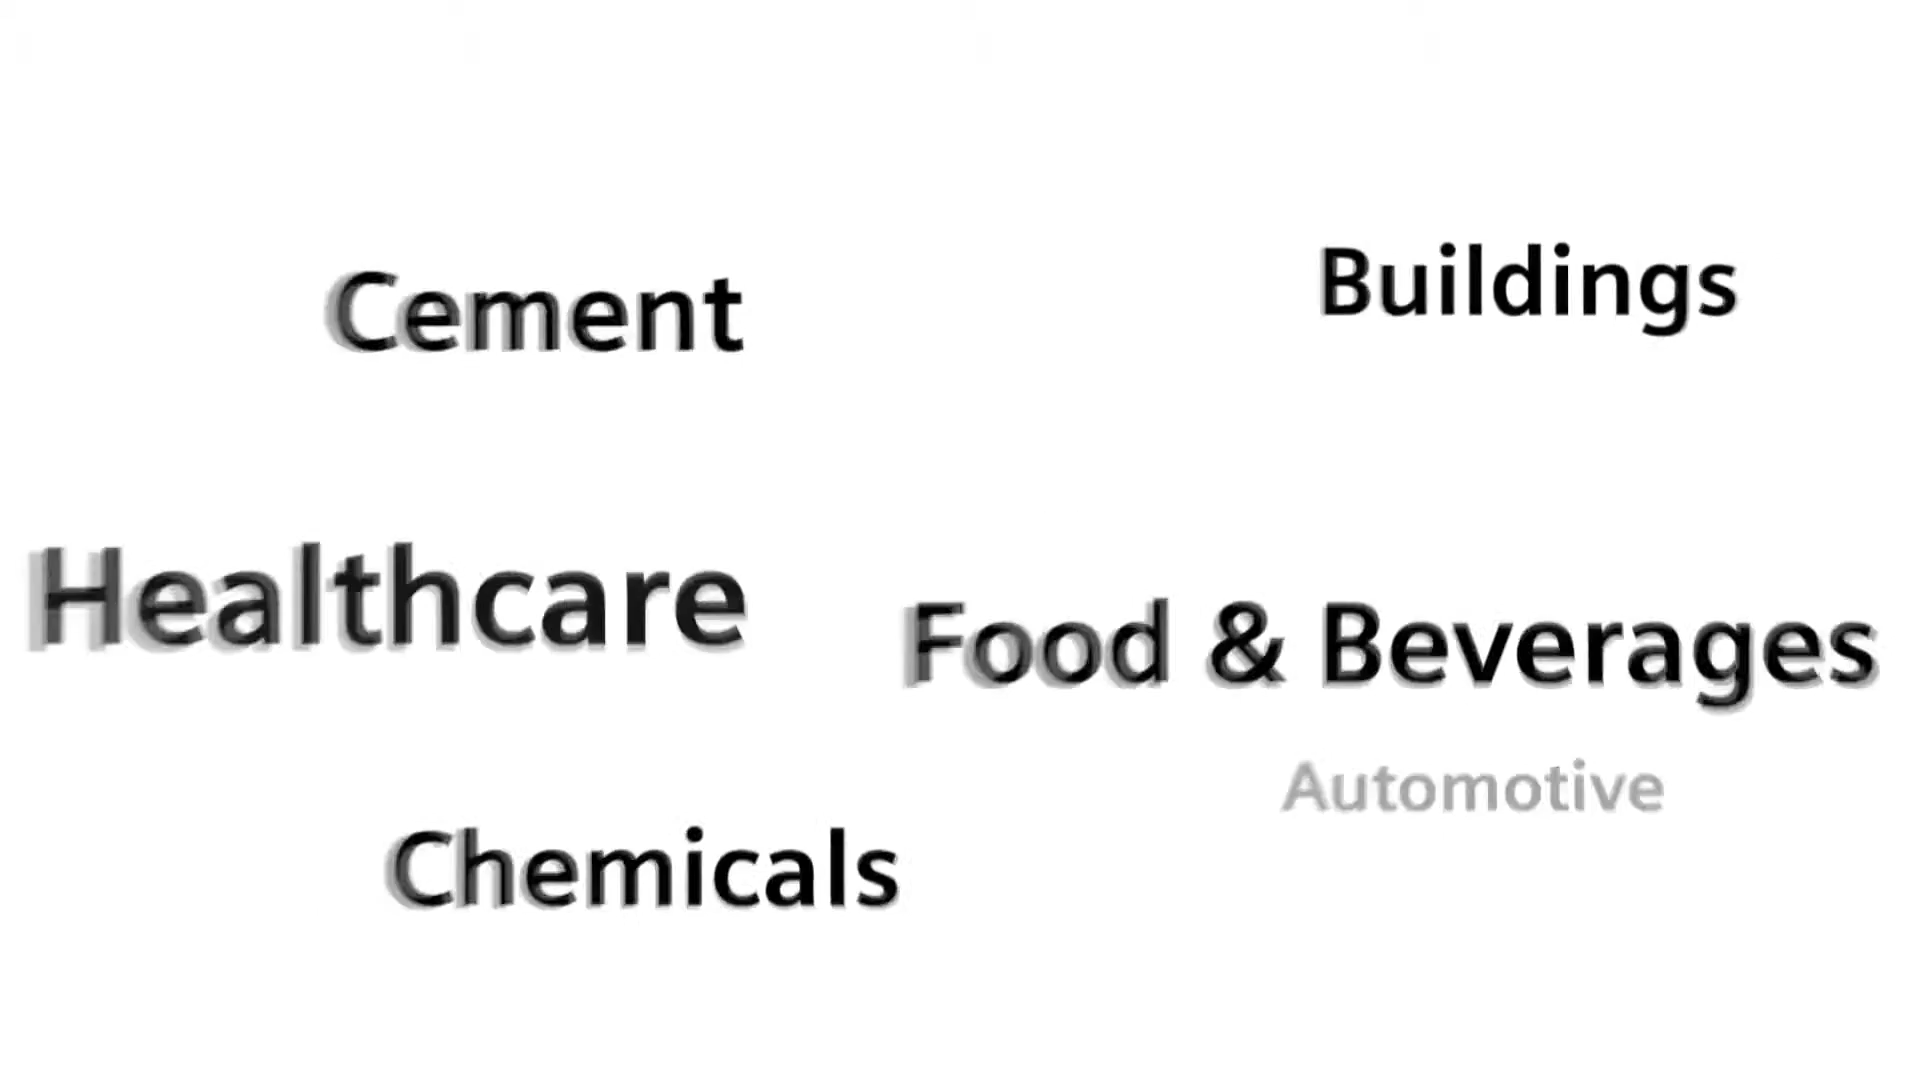 Cement
Buildings
Healthcare
Food & Beverages
Automotive
Chemicals